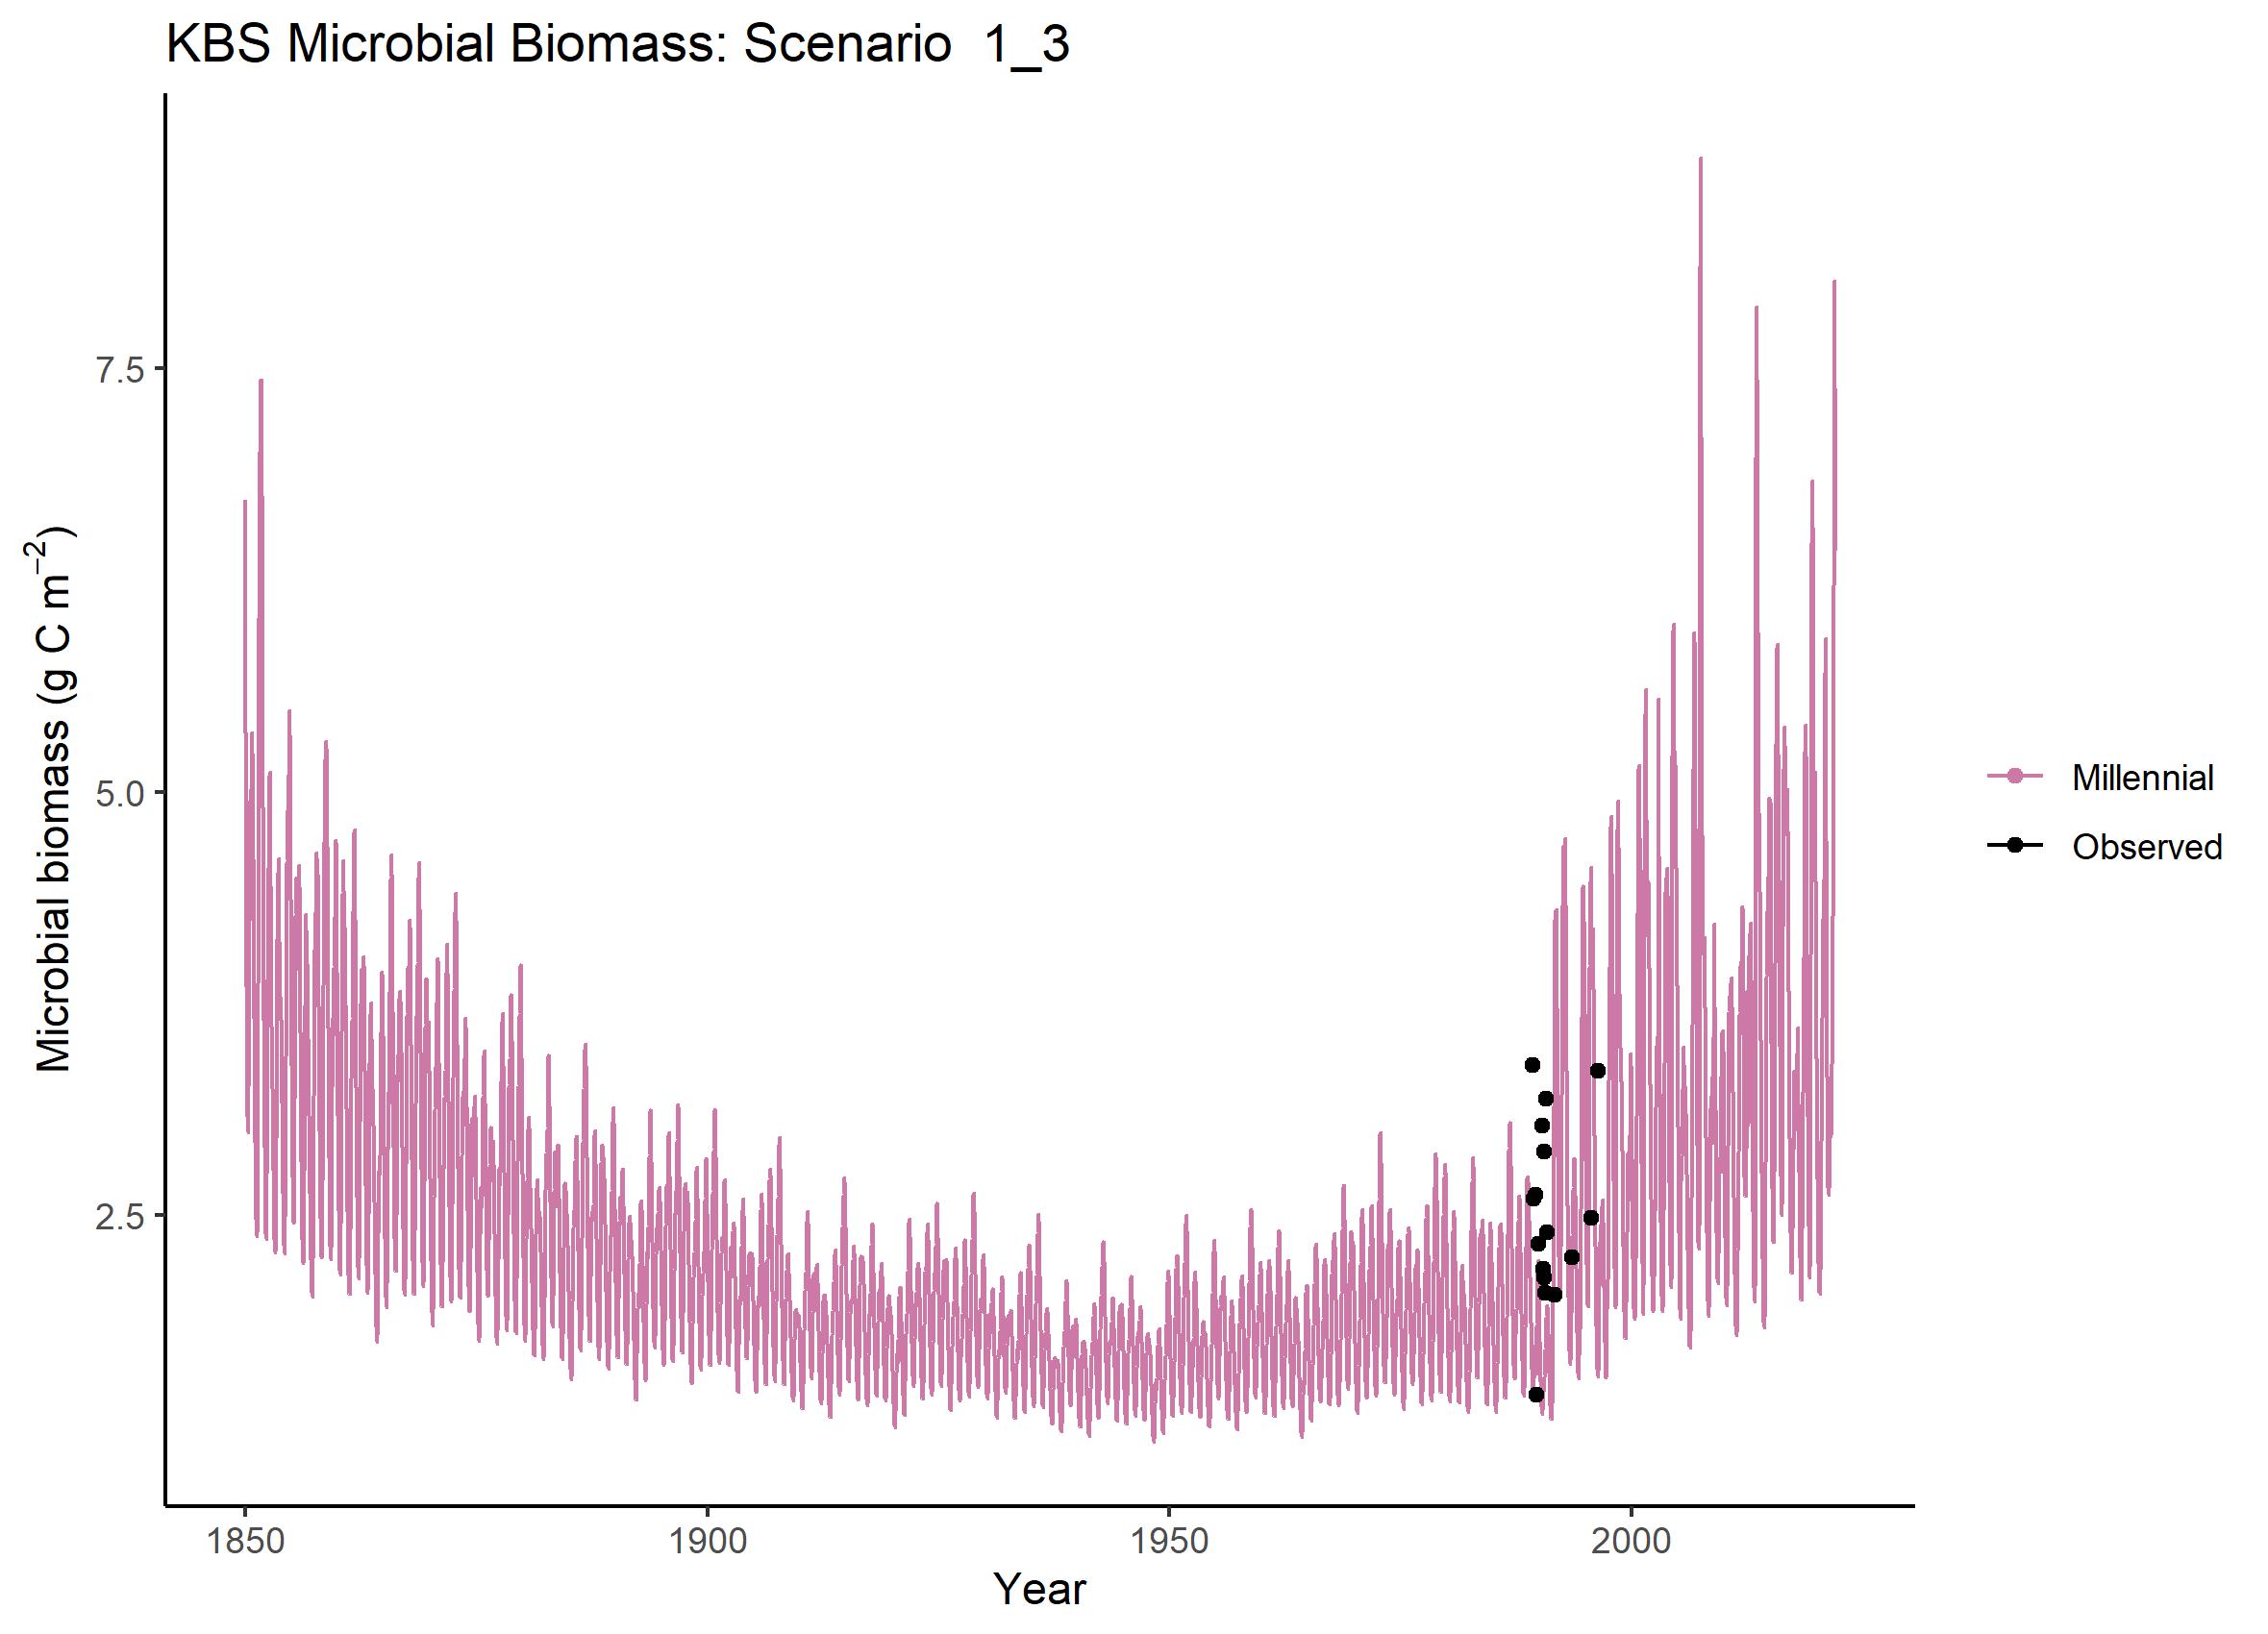 KBS Microbial Biomass: Scenario  1_3
Microbial biomass (g C m⁻²)
7.5
5.0
2.5
1850
1900
1950
2000
Year
Millennial
Observed